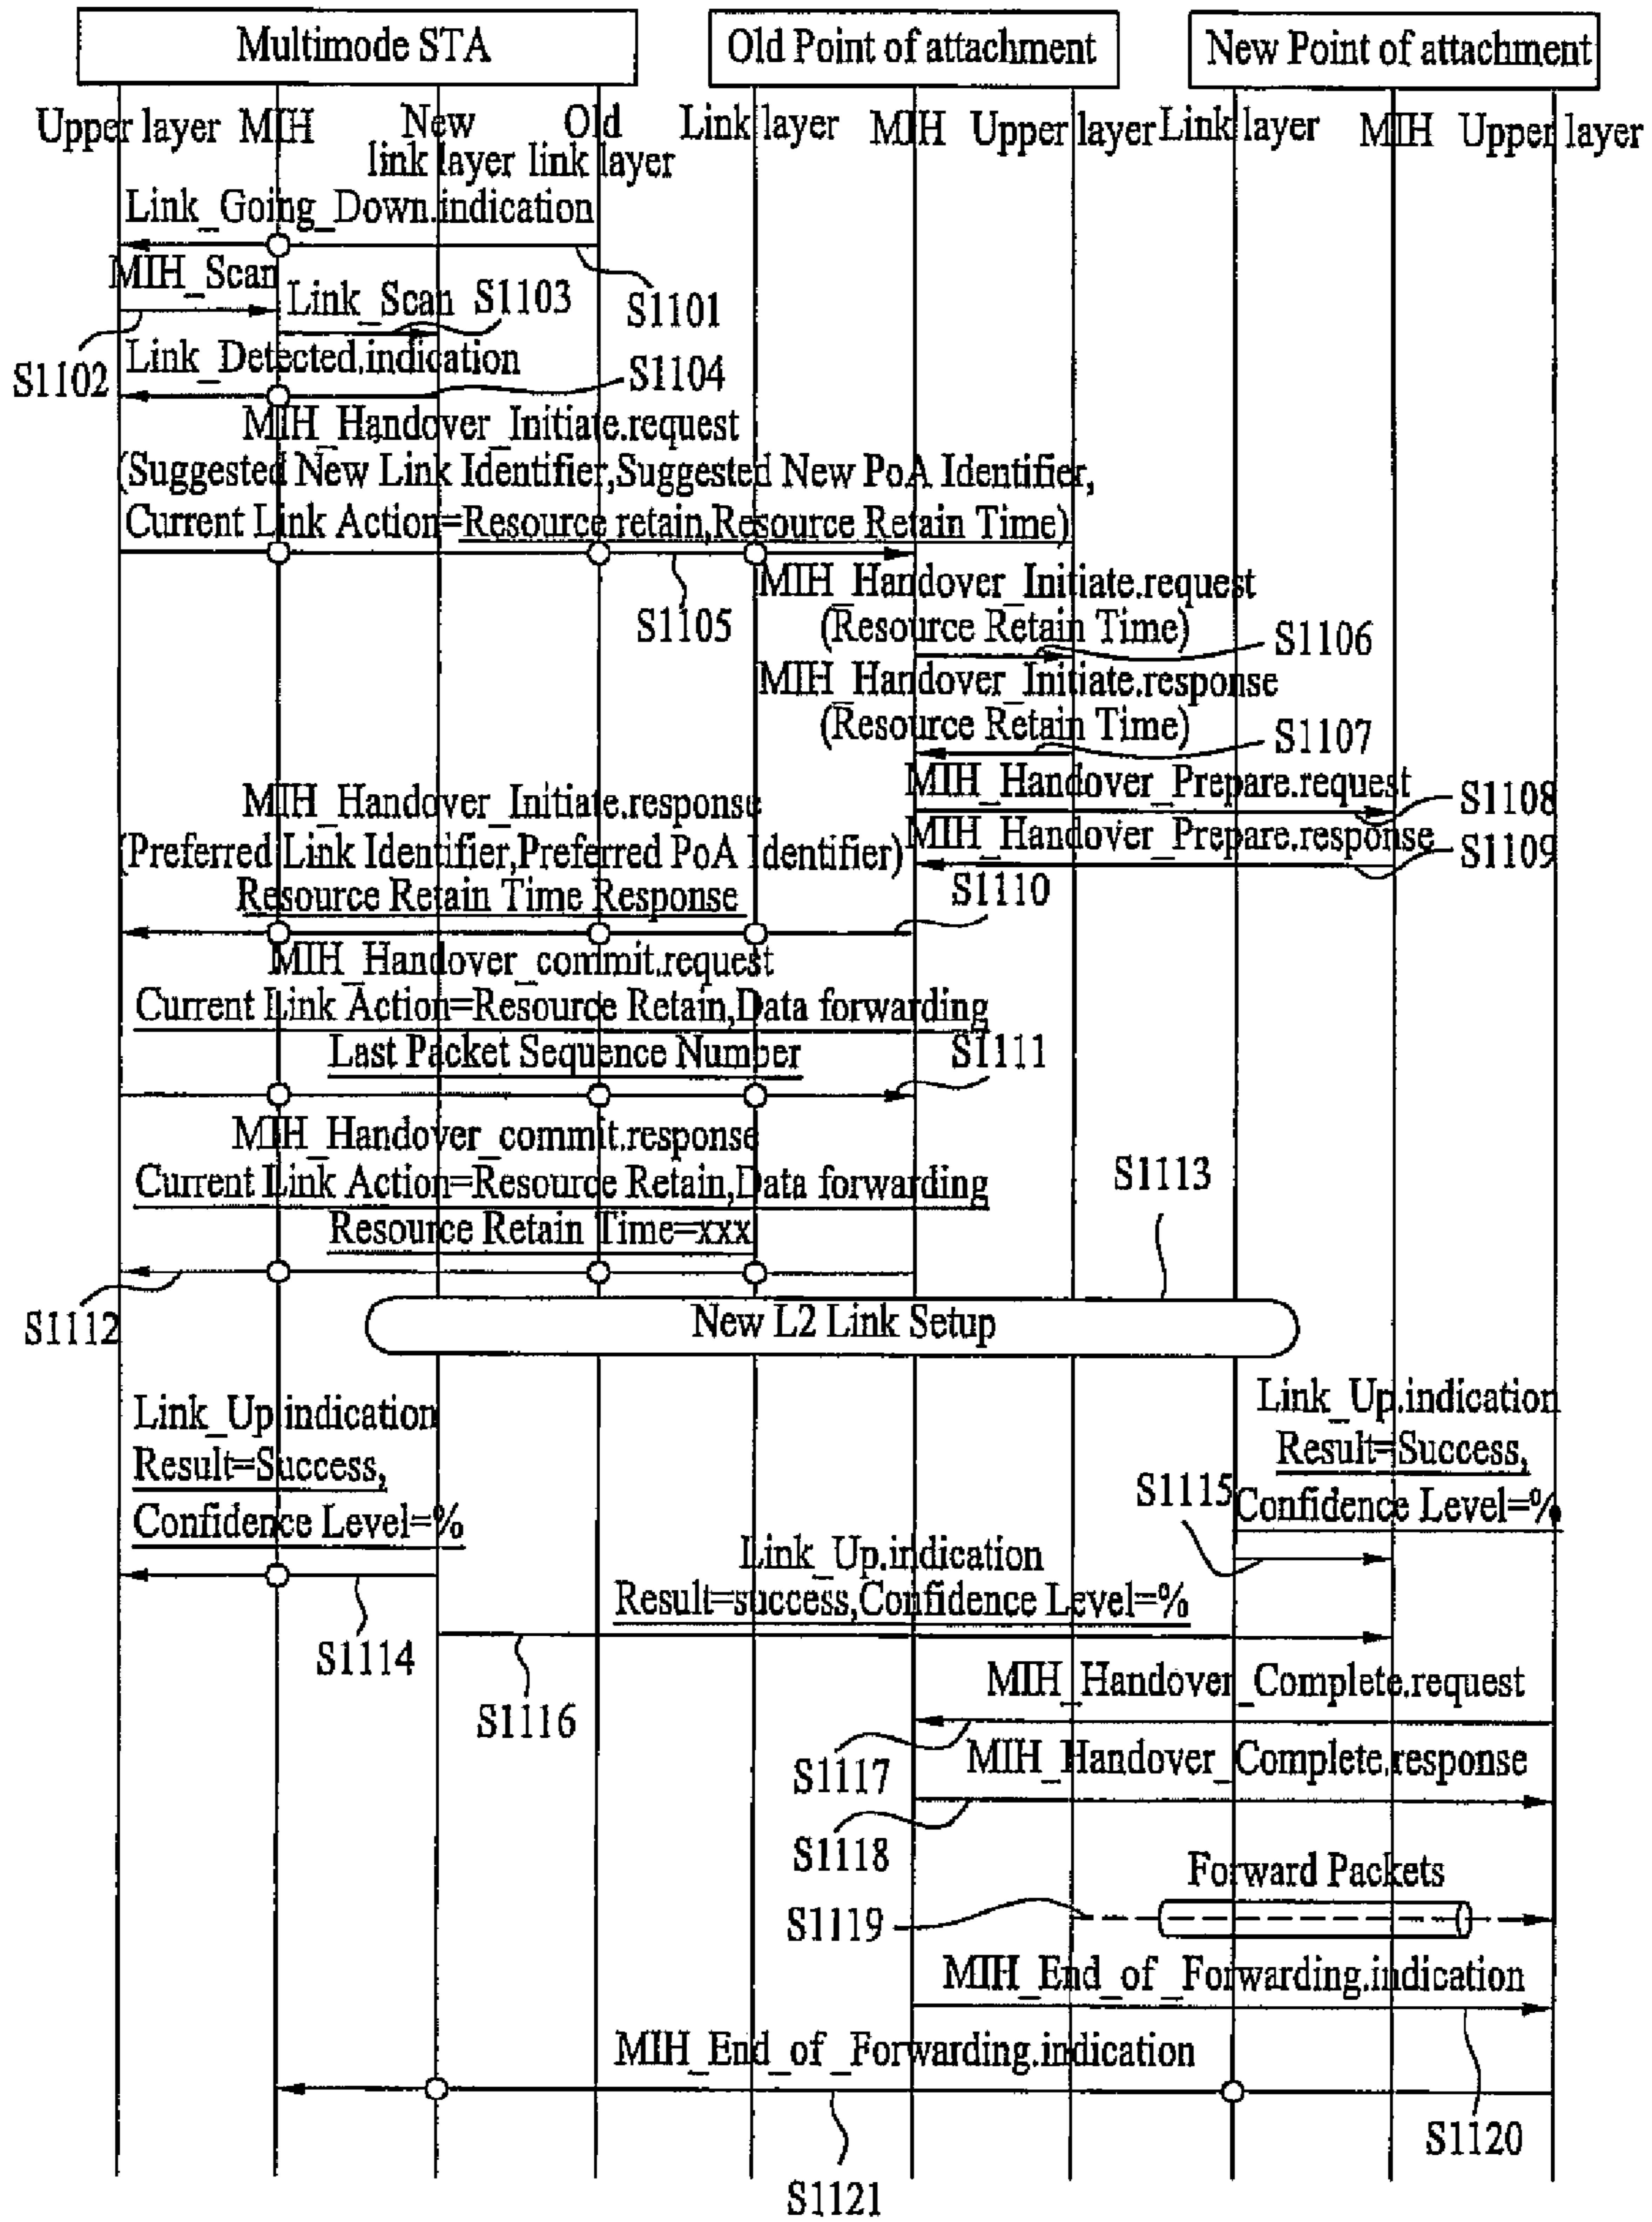 Multimode STA
Old Point of attachment
New Point of attachment
Upper layer MIH New Old Link layer MIH Upper layer Link layer MIH Upper layer
link layer link layer
Link_Going_Down.indication
MIH_Scan
Link_Scan S1103
S1101
Link_Detected.indication
S1102
S1104
MIH_Handover_Initiate.request
(Suggested New Link Identifier,Suggested New PoA Identifier,
Current Link Action=Resource retain,Resource Retain Time)
MIH_Handover_Initiate.request
S1105
(Resource Retain Time)
S1106
MIH_Handover_Initiate.response
(Resource Retain Time)
S1107
MIH_Handover_Prepare.request
S1108
MIH_Handover_Initiate.response
MIH_Handover_Prepare.response
S1109
(Preferred Link Identifier,Preferred PoA Identifier)
Resource Retain Time Response
S1110
MIH_Handover_commit.request
Current Link Action=Resource Retain,Data forwarding
Last Packet Sequence Number
S1111
MIH_Handover_commit.response
Current Link Action=Resource Retain,Data forwarding
S1113
Resource Retain Time=xxx
S1112
New L2 Link Setup
Link_Up.indication
Result=Success,
Confidence Level=%
Link_Up.indication
Result=Success,
Confidence Level=%
S1115
Link_Up.indication
Result=success,Confidence Level=%
S1114
S1116
MIH_Handover_Complete.request
S1117
MIH_Handover_Complete.response
S1118
Forward Packets
S1119
MIH_End_of_Forwarding.indication
MIH_End_of_Forwarding.indication
S1120
S1121